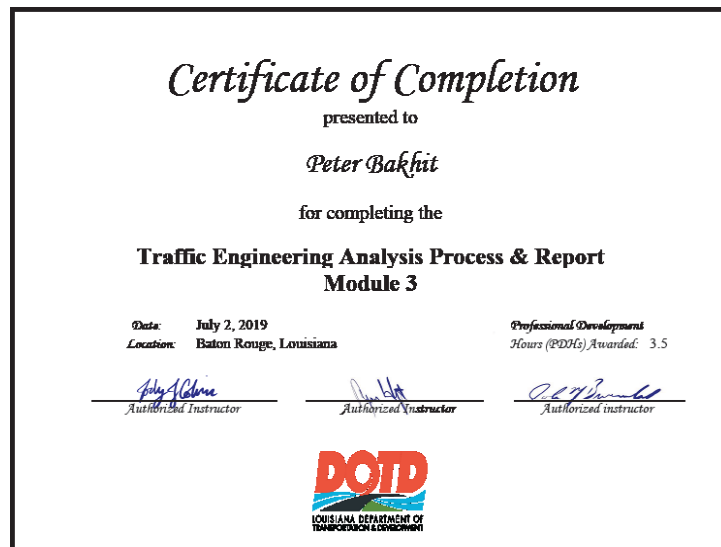 Certificate of Completion
presented to
Peter Bakhit
for completing the
Traffic Engineering Analysis Process & Report
Module 3
Date: July 2, 2019
Location: Baton Rouge, Louisiana
Professional Development
Hours (PDHs) Awarded: 3.5
Authorized Instructor
Authorized Instructor
Authorized instructor
DOTD
LOUISIANA DEPARTMENT OF
TRANSPORTATION & DEVELOPMENT